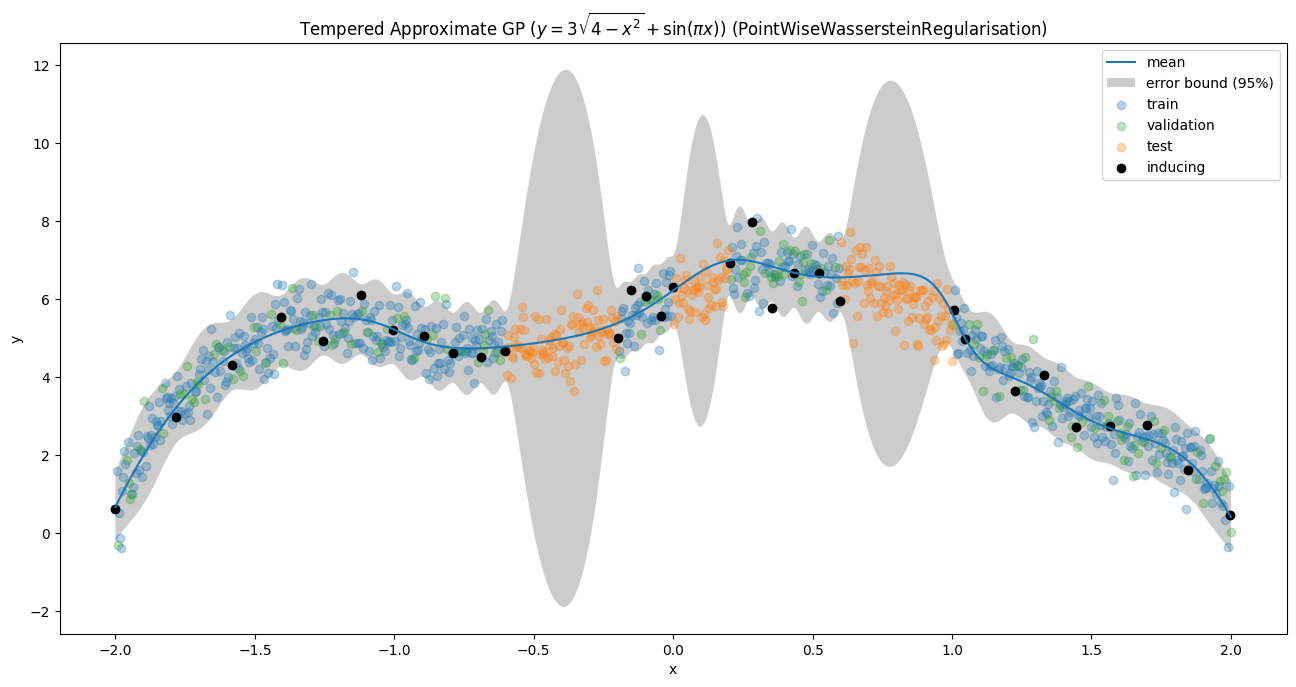 Tempered Approximate GP (y = 3√4 − x² + sin(πx)) (PointWiseWassersteinRegularisation)
mean
error bound (95%)
train
validation
test
inducing
12
10
8
6
4
2
0
−2
y
−2.0 −1.5 −1.0 −0.5 0.0 0.5 1.0 1.5 2.0
x